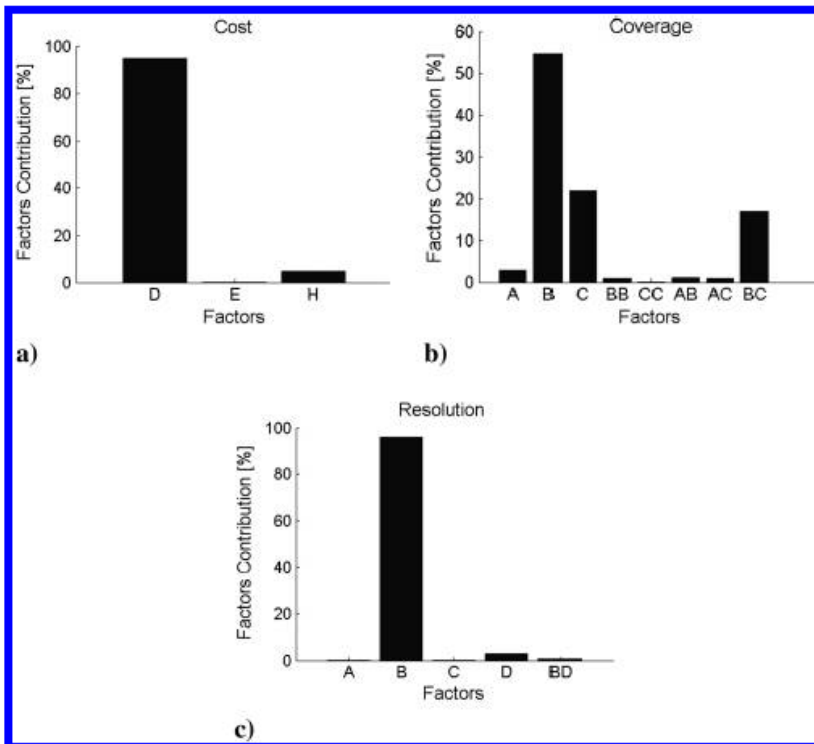 Cost
Factors Contribution [%]
100
80
60
40
20
0
D E H
Factors
a)
Coverage
Factors Contribution [%]
60
50
40
30
20
10
0
A B C BB CC AB AC BC
Factors
b)
Resolution
Factors Contribution [%]
100
80
60
40
20
0
A B C D BD
Factors
c)